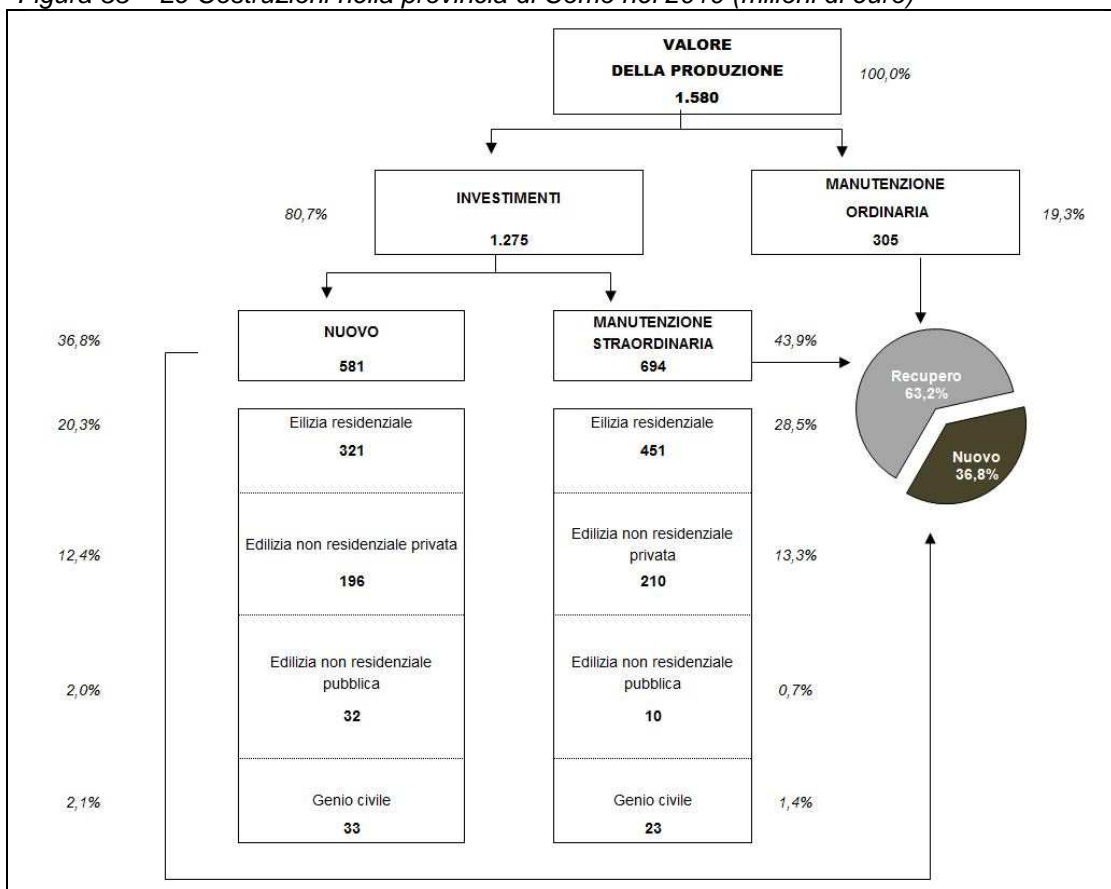 VALORE
DELLA PRODUZIONE
1.580
100,0%
INVESTIMENTI
1.275
80,7%
MANUTENZIONE
ORDINARIA
305
19,3%
36,8%
NUOVO
581
MANUTENZIONE
STRAORDINARIA
694
43,9%
Recupero
63,2%
Nuovo
36,8%
20,3%
Eilizia residenziale
321
Eilizia residenziale
451
28,5%
12,4%
Edilizia non residenziale privata
196
Edilizia non residenziale
privata
210
13,3%
2,0%
Edilizia non residenziale
pubblica
32
Edilizia non residenziale
pubblica
10
0,7%
2,1%
Genio civile
33
Genio civile
23
1,4%